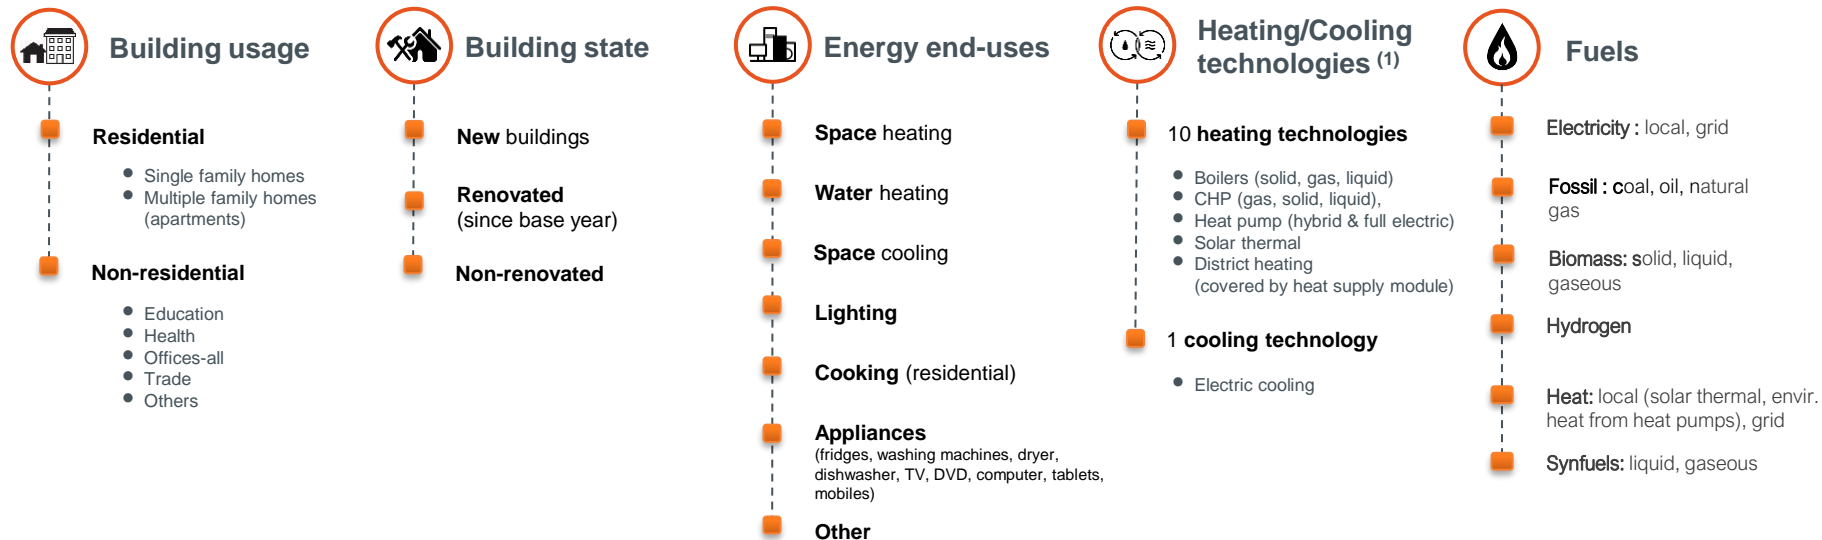 Building usage
Residential
• Single family homes
• Multiple family homes
(apartments)
Non-residential
• Education
• Health
• Offices-all
• Trade
• Others
Building state
New buildings
Renovated
(since base year)
Non-renovated
Energy end-uses
Space heating
Water heating
Space cooling
Lighting
Cooking (residential)
Appliances
(fridges, washing machines, dryer,
dishwasher, TV, DVD, computer, tablets,
mobiles)
Other
Heating/Cooling
technologies (1)
10 heating technologies
• Boilers (solid, gas, liquid)
• CHP (gas, solid, liquid),
• Heat pump (hybrid & full electric)
• Solar thermal
• District heating
(covered by heat supply module)
1 cooling technology
• Electric cooling
Fuels
Electricity : local, grid
Fossil : coal, oil, natural
gas
Biomass: solid, liquid,
gaseous
Hydrogen
Heat: local (solar thermal, envir.
heat from heat pumps), grid
Synfuels: liquid, gaseous